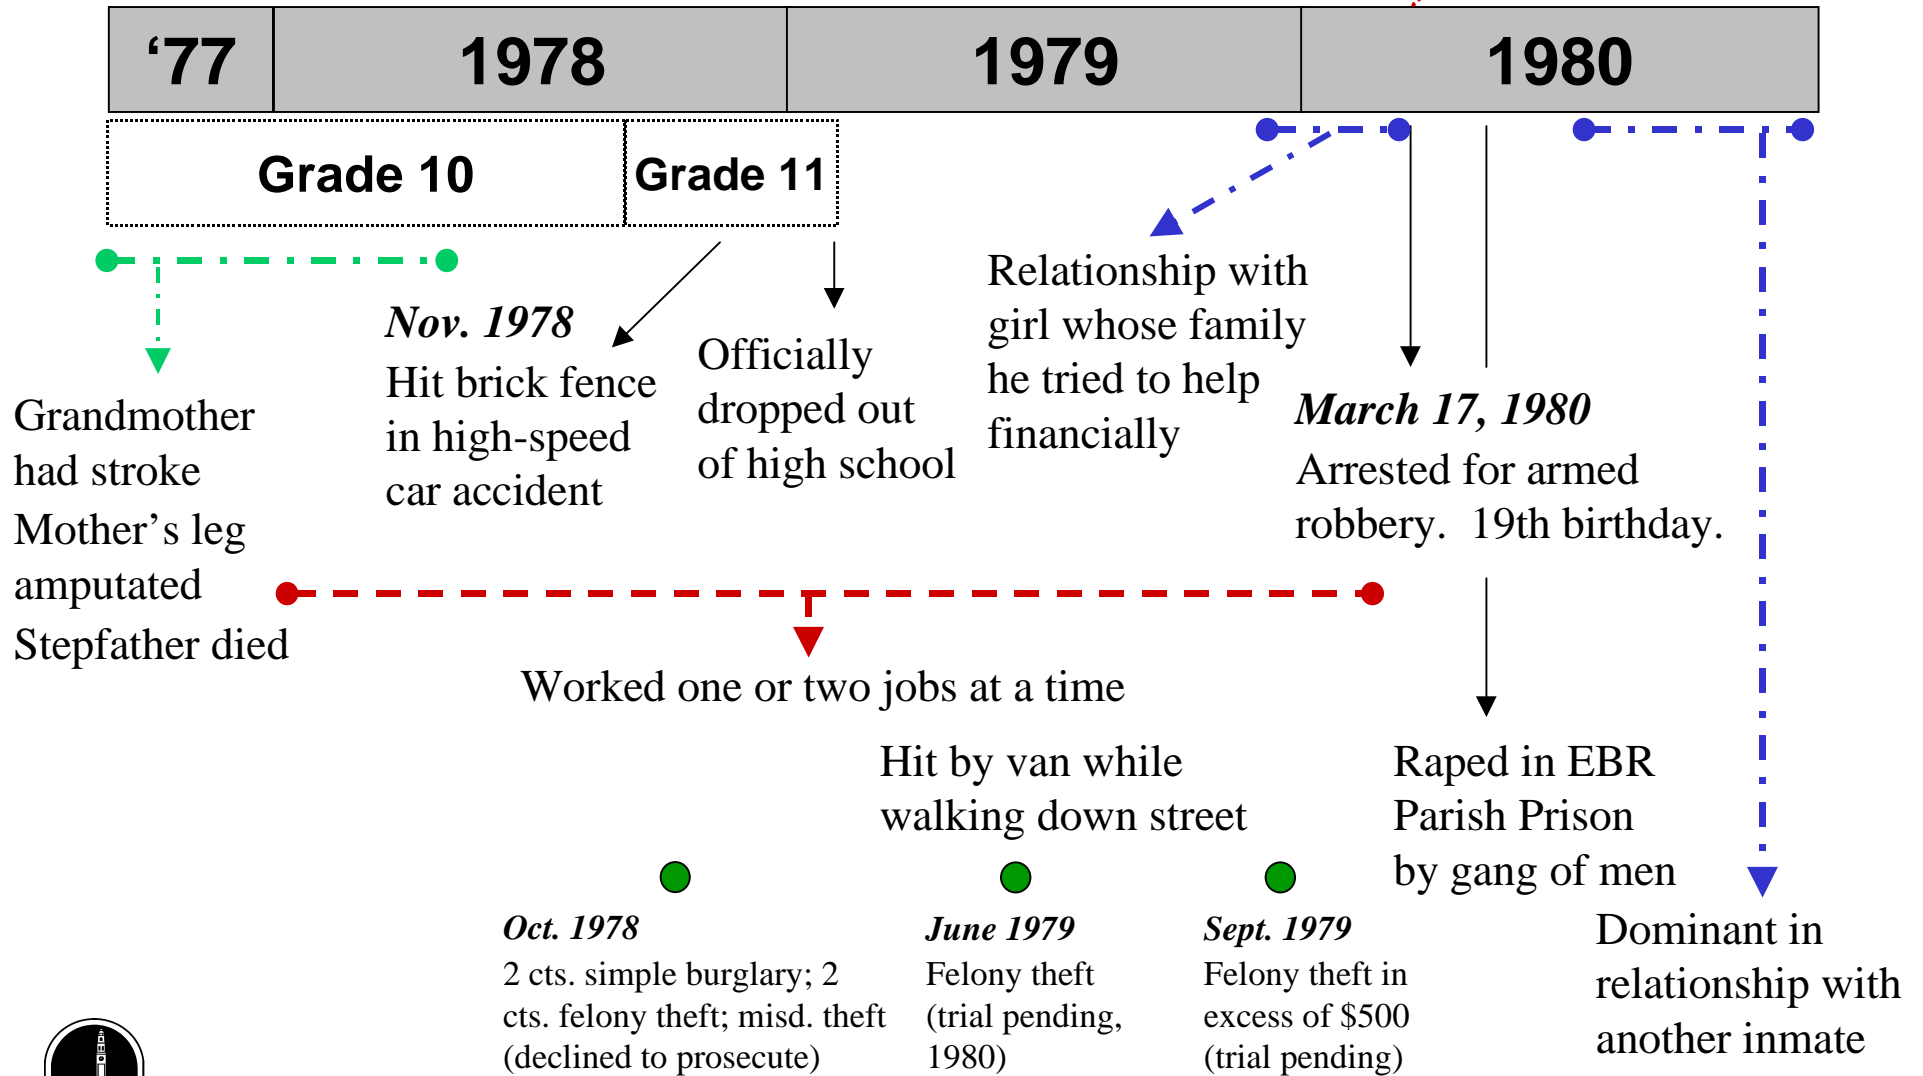 ‘77
1978
1979
1980
Grade 10
Grade 11
Grandmother
had stroke
Mother’s leg
amputated
Stepfather died
Nov. 1978
Hit brick fence
in high-speed
car accident
Officially
dropped out
of high school
Relationship with
girl whose family
he tried to help
financially
March 17, 1980
Arrested for armed
robbery.  19th birthday.
Worked one or two jobs at a time
Hit by van while
walking down street
Raped in EBR
Parish Prison
by gang of men
Dominant in
relationship with
another inmate
Oct. 1978
2 cts. simple burglary; 2
cts. felony theft; misd. theft
(declined to prosecute)
June 1979
Felony theft
(trial pending,
1980)
Sept. 1979
Felony theft in
excess of $500
(trial pending)